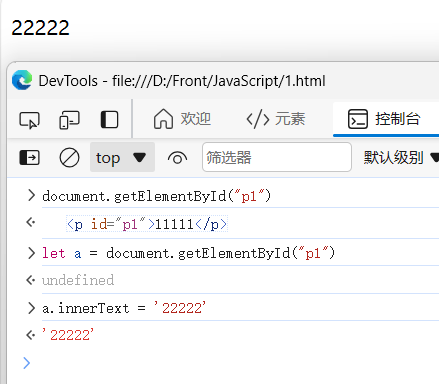 22222
DevTools - file:///D:/Front/JavaScript/1.html
欢迎 </> 元素 控制台
top 筛选器 默认级别
document.getElementById("p1")
<p id="p1">11111</p>
let a = document.getElementById("p1")
undefined
a.innerText = '22222'
'22222'